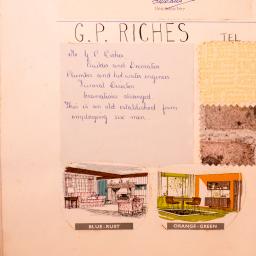 G.P. RICHES TEL.
Mr G P Riches
Builder and Decorator
Plumber and hot water engineer
Funeral Director
Cremations arranged
This is an old established firm
employing six men.
BLUE-RUST
ORANGE-GREEN